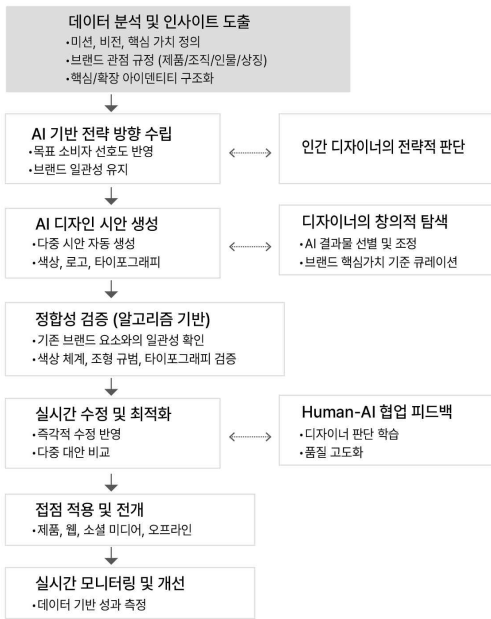 데이터 분석 및 인사이트 도출
•미션, 비전, 핵심 가치 정의
•브랜드 관점 규정 (제품/조직/인물/상징)
•핵심/확장 아이덴티티 구조화
AI 기반 전략 방향 수립
•목표 소비자 선호도 반영
•브랜드 일관성 유지
인간 디자이너의 전략적 판단
AI 디자인 시안 생성
•다중 시안 자동 생성
•색상, 로고, 타이포그래피
디자이너의 창의적 탐색
•AI 결과물 선별 및 조정
•브랜드 핵심가치 기준 큐레이션
정합성 검증 (알고리즘 기반)
•기존 브랜드 요소와의 일관성 확인
•색상 체계, 조형 규범, 타이포그래피 검증
실시간 수정 및 최적화
•즉각적 수정 반영
•다중 대안 비교
Human-AI 협업 피드백
•디자이너 판단 학습
•품질 고도화
접점 적용 및 전개
•제품, 웹, 소셜 미디어, 오프라인
실시간 모니터링 및 개선
•데이터 기반 성과 측정